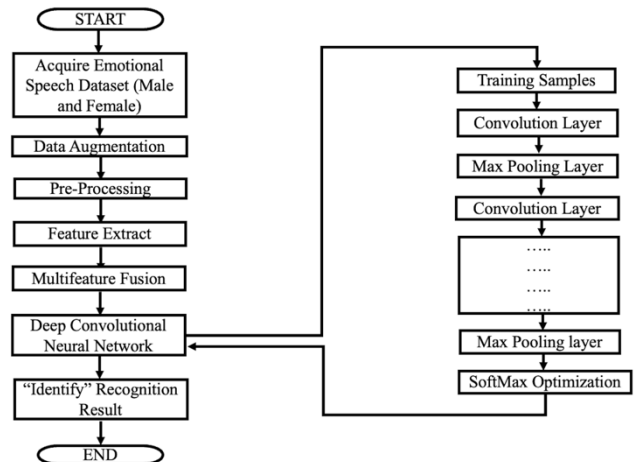 START
Acquire Emotional
Speech Dataset (Male
and Female)
Data Augmentation
Pre-Processing
Feature Extract
Multifeature Fusion
Deep Convolutional
Neural Network
“Identify” Recognition
Result
END
Training Samples
Convolution Layer
Max Pooling Layer
Convolution Layer
…..
…..
…..
…..
Max Pooling layer
SoftMax Optimization